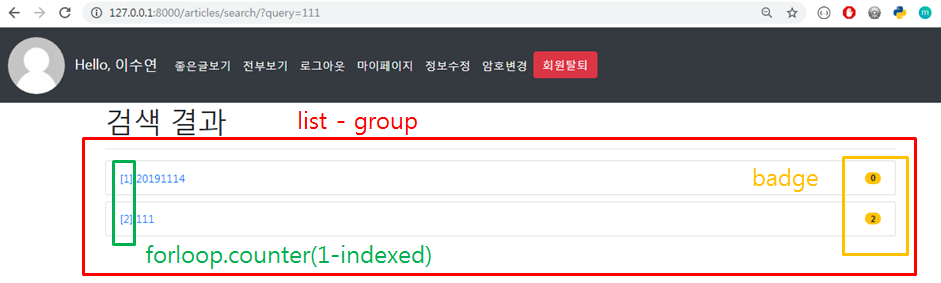 127.0.0.1:8000/articles/search/?query=111
m
Hello, 이수연 좋은글보기 전부보기 로그아웃 마이페이지 정보수정 암호변경 회원탈퇴
검색 결과 list - group
[1] 20191114 badge 0
[2] 111 2
forloop.counter(1-indexed)